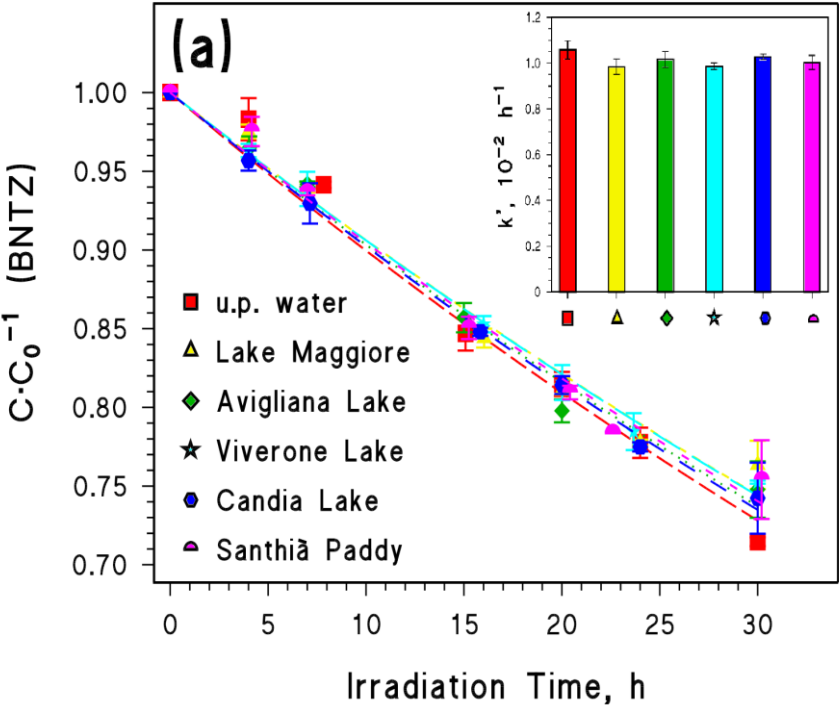 (a)
C·C₀⁻¹ (BNTZ)
1.00
0.95
0.90
0.85
0.80
0.75
0.70
0
5
10
15
20
25
30
Irradiation Time, h
u.p. water
Lake Maggiore
Avigliana Lake
Viverone Lake
Candia Lake
Santhià Paddy
k', 10⁻² h⁻¹
1.2
1.0
0.8
0.6
0.4
0.2
0